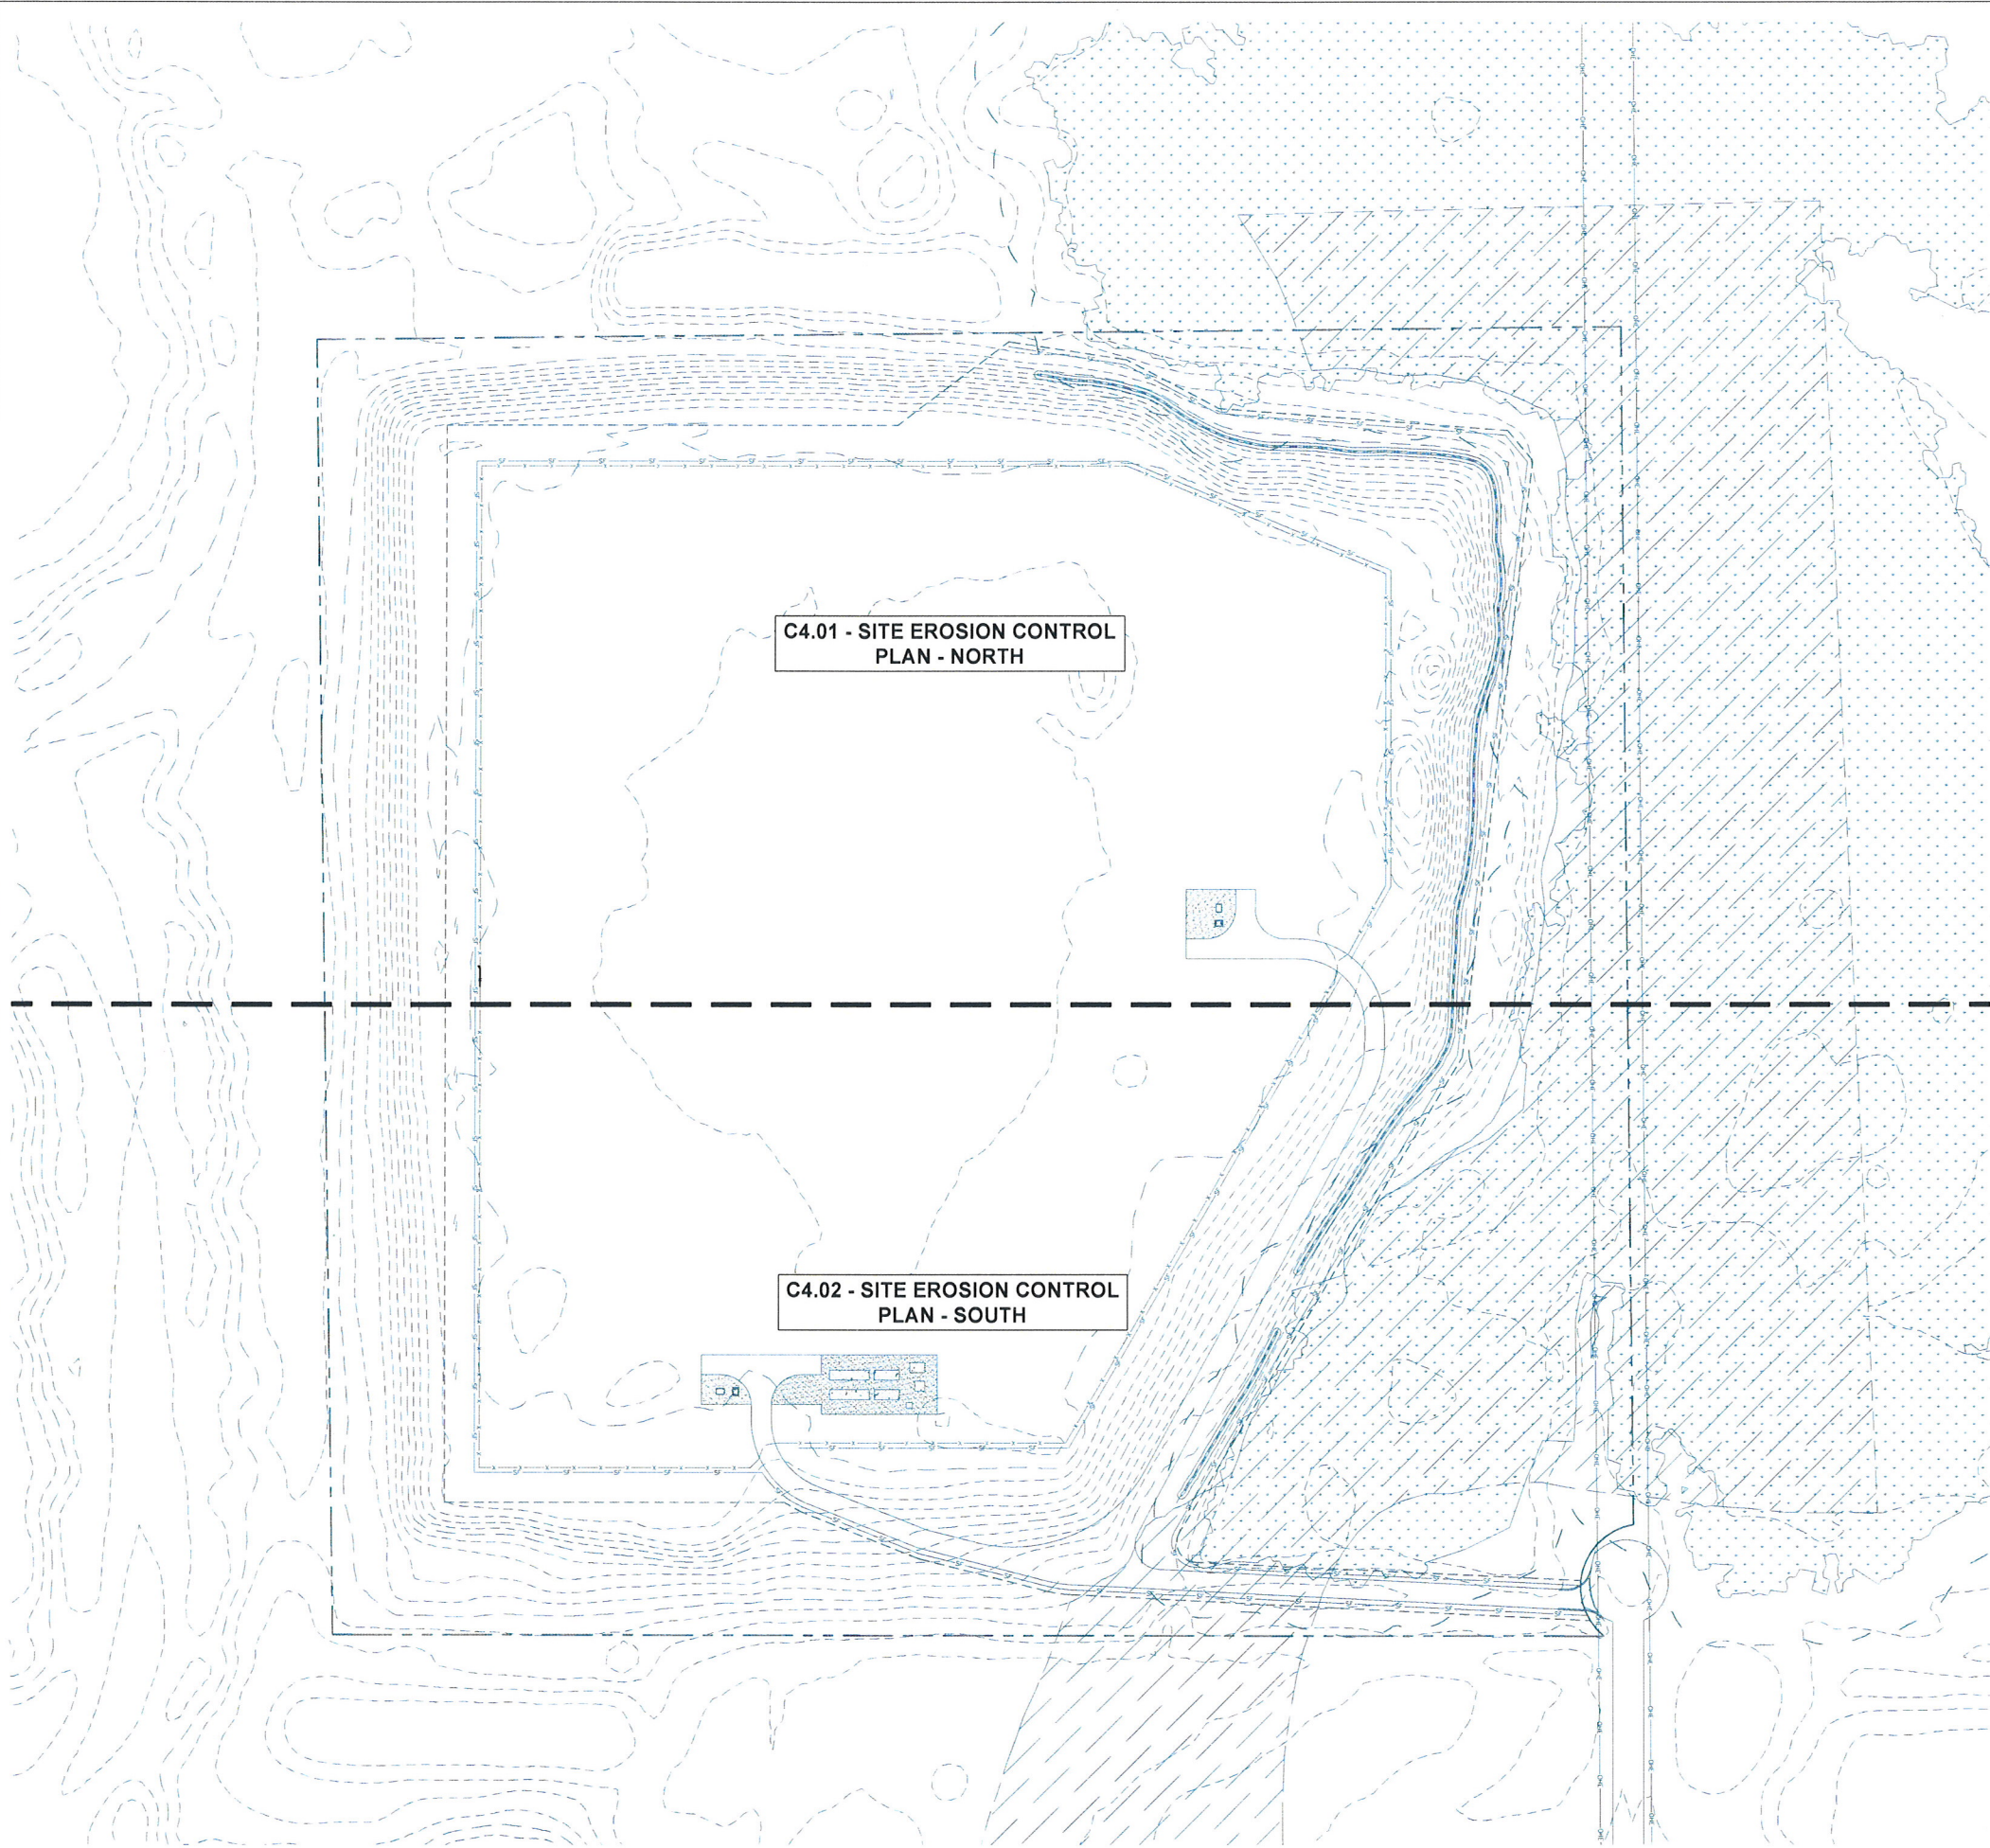 C4.01 - SITE EROSION CONTROL
PLAN - NORTH
C4.02 - SITE EROSION CONTROL
PLAN - SOUTH